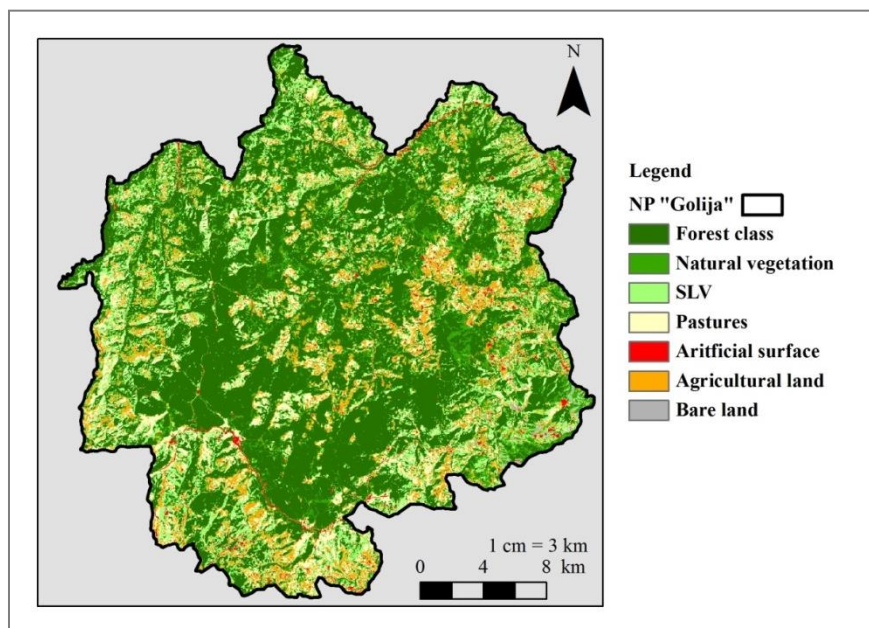 N
Legend
NP "Golija"
Forest class
Natural vegetation
SLV
Pastures
Aritficial surface
Agricultural land
Bare land
1 cm = 3 km
0 4 8 km